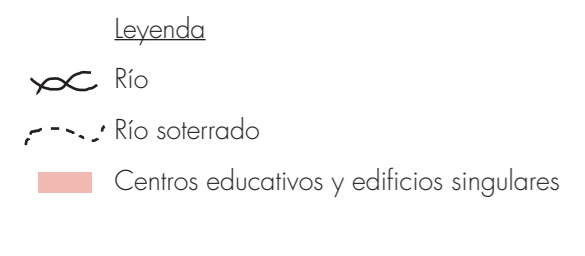 Leyenda
Río
Río soterrado
Centros educativos y edificios singulares